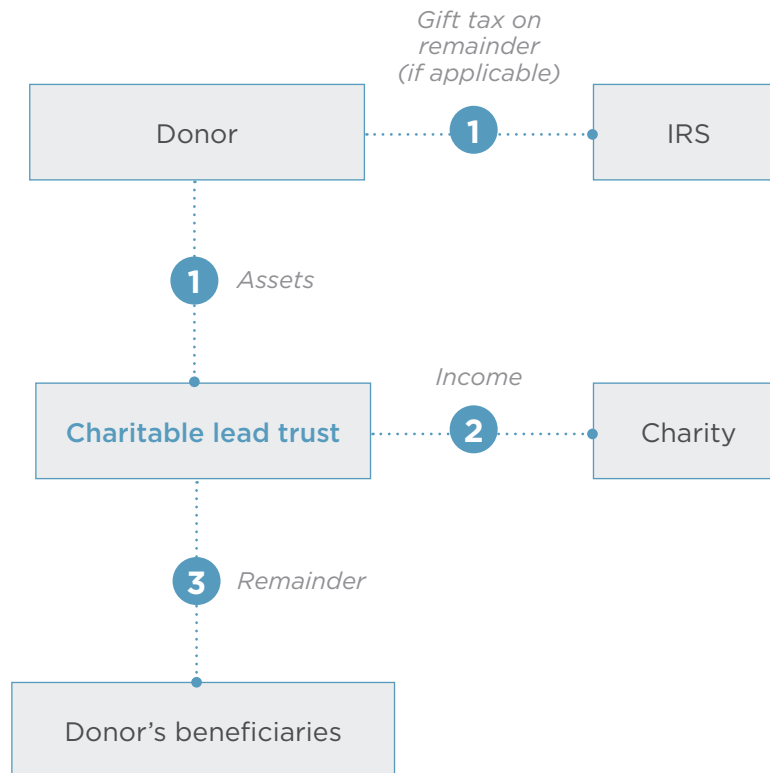 Gift tax on
remainder
(if applicable)
Donor
1
IRS
1
Assets
Income
Charitable lead trust
2
Charity
3
Remainder
Donor’s beneficiaries